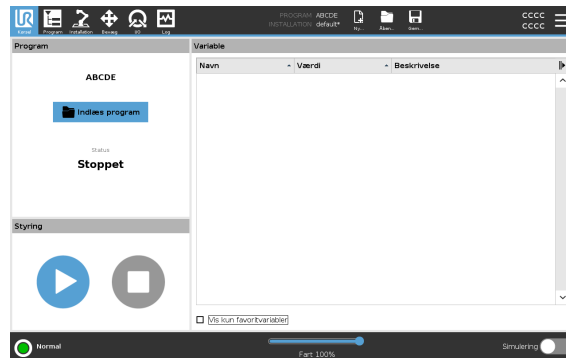 UR
Kørsel Program Installation Bevæg I/O Log
PROGRAM ABCDE
INSTALLATION default*
Ny... Åben... Gem...
CCCC
CCCC
Program
Variable
ABCDE
Indlæs program
Status
Stoppet
Navn Værdi Beskrivelse
Styring
Vis kun favoritvariabler
Normal
Fart 100%
Simulering